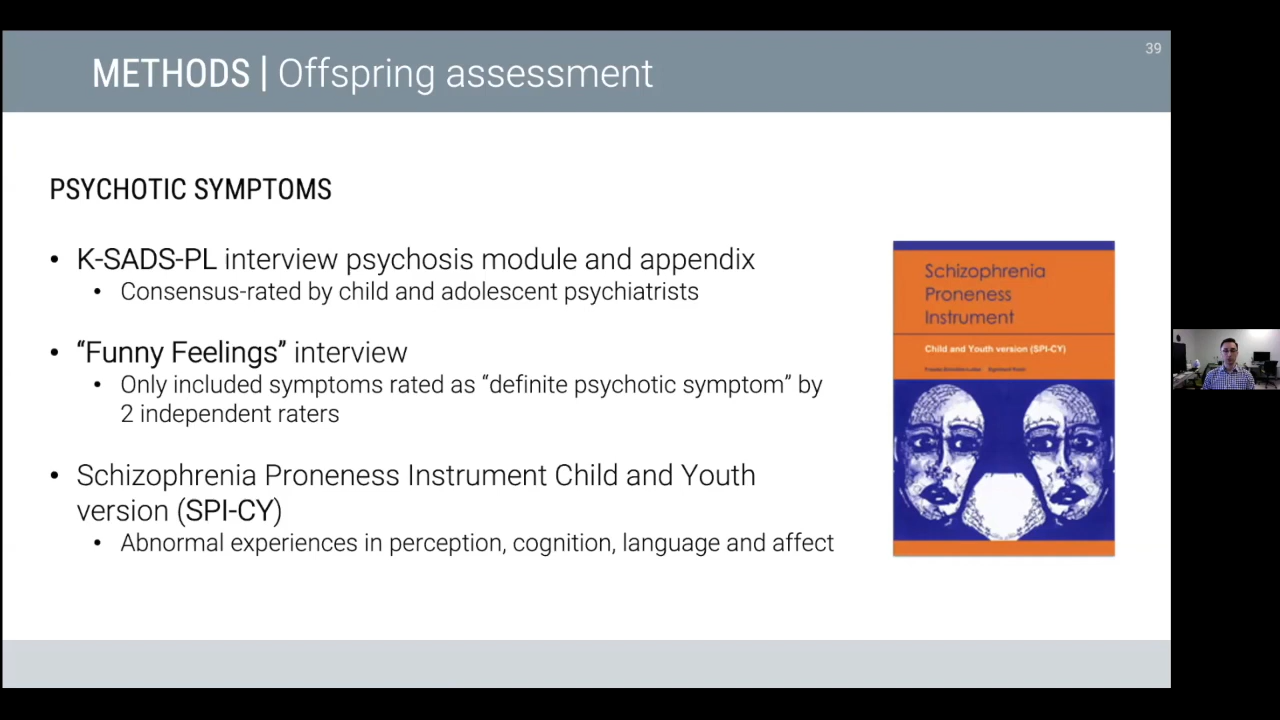 39
METHODS | Offspring assessment
PSYCHOTIC SYMPTOMS
• K-SADS-PL interview psychosis module and appendix
• Consensus-rated by child and adolescent psychiatrists
• “Funny Feelings” interview
• Only included symptoms rated as “definite psychotic symptom” by
2 independent raters
• Schizophrenia Proneness Instrument Child and Youth
version (SPI-CY)
• Abnormal experiences in perception, cognition, language and affect
Schizophrenia
Proneness
Instrument
Child and Youth version (SPI-CY)